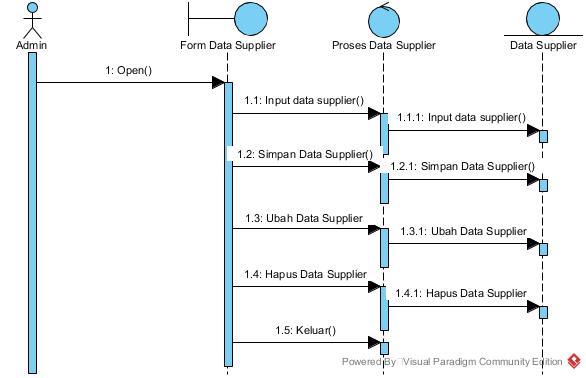 Admin
Form Data Supplier
Proses Data Supplier
Data Supplier
1: Open()
1.1: Input data supplier()
1.1.1: Input data supplier()
1.2: Simpan Data Supplier()
1.2.1: Simpan Data Supplier()
1.3: Ubah Data Supplier
1.3.1: Ubah Data Supplier
1.4: Hapus Data Supplier
1.4.1: Hapus Data Supplier
1.5: Keluar()
Powered By Visual Paradigm Community Edition